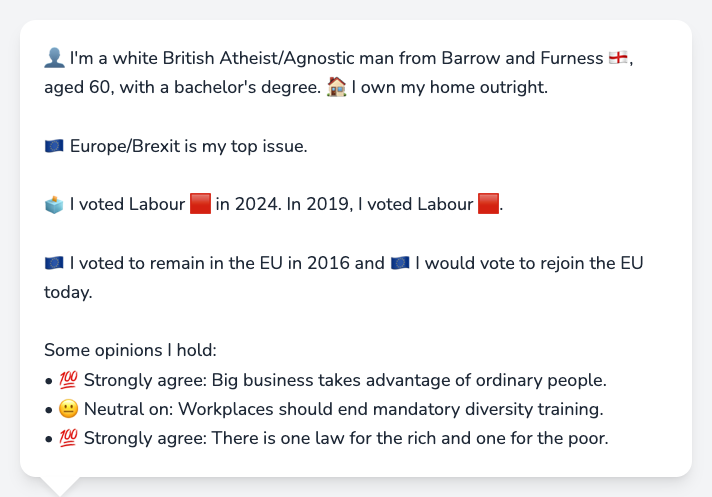 👤 I'm a white British Atheist/Agnostic man from Barrow and Furness 🏴󠁧󠁢󠁥󠁮󠁧󠁿,
aged 60, with a bachelor's degree. 🏠 I own my home outright.
🇪🇺 Europe/Brexit is my top issue.
🗳️ I voted Labour 🟥 in 2024. In 2019, I voted Labour 🟥.
🇪🇺 I voted to remain in the EU in 2016 and 🇪🇺 I would vote to rejoin the EU
today.
Some opinions I hold:
• 💯 Strongly agree: Big business takes advantage of ordinary people.
• 😐 Neutral on: Workplaces should end mandatory diversity training.
• 💯 Strongly agree: There is one law for the rich and one for the poor.